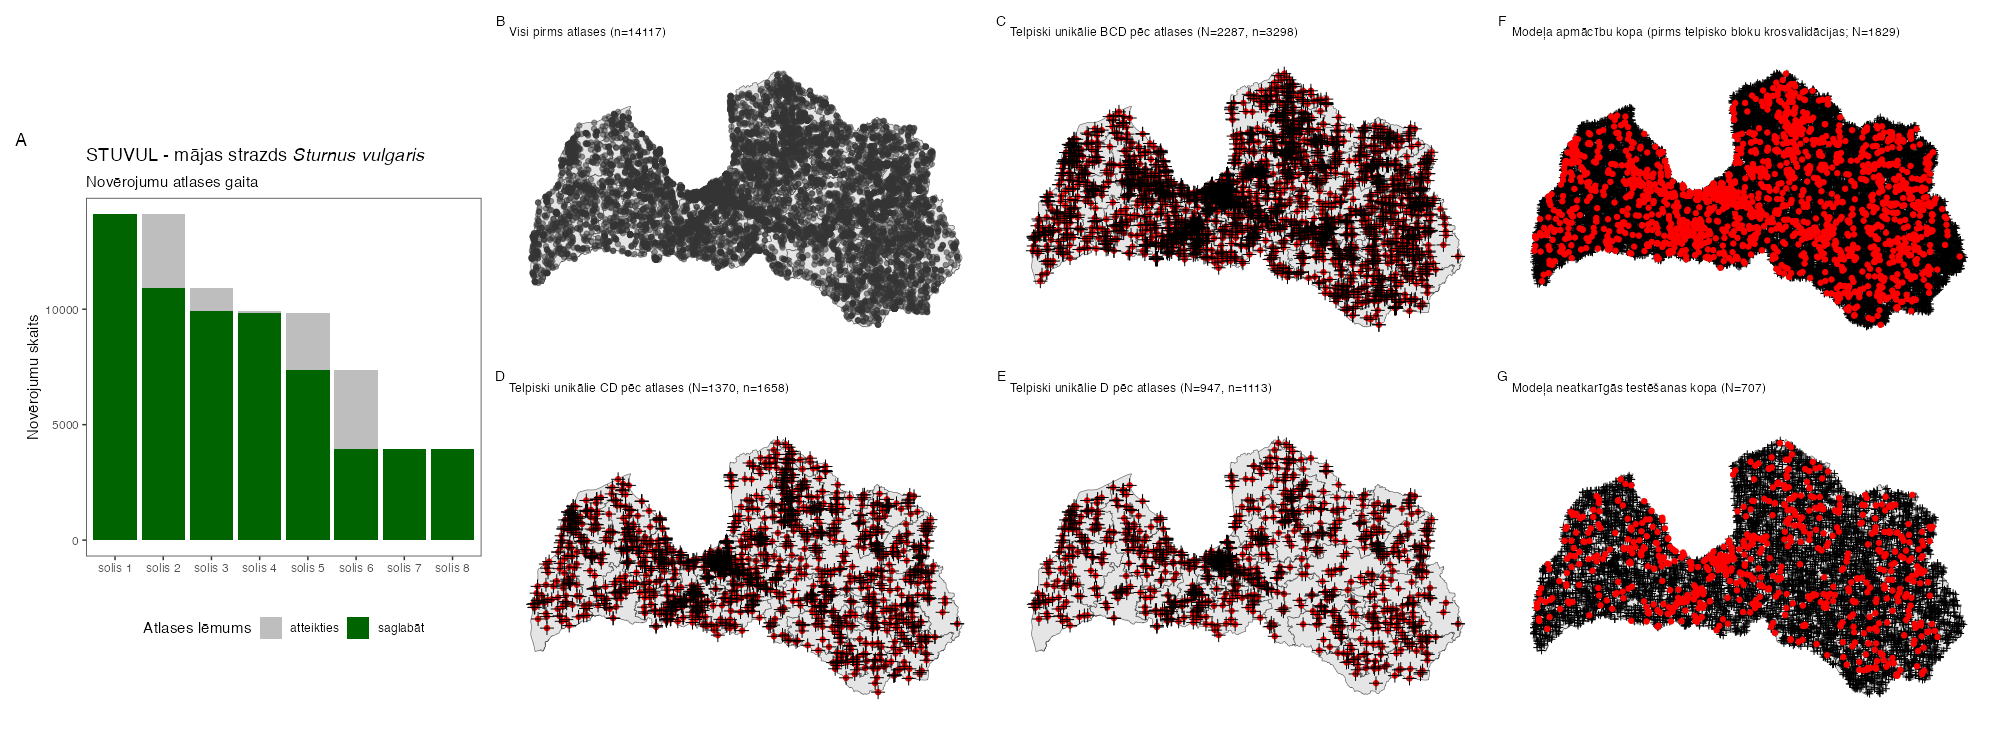 A
STUVUL - mājas strazds Sturnus vulgaris
Novērojumu atlases gaita
Novērojumu skaits
10000
5000
0
solis 1
solis 2
solis 3
solis 4
solis 5
solis 6
solis 7
solis 8
Atlases lēmums
atteikties
saglabāt
B
Visi pirms atlases (n=14117)
C
Telpiski unikālie BCD pēc atlases (N=2287, n=3298)
F
Modeļa apmācību kopa (pirms telpisko bloku krosvalidācijas; N=1829)
D
Telpiski unikālie CD pēc atlases (N=1370, n=1658)
E
Telpiski unikālie D pēc atlases (N=947, n=1113)
G
Modeļa neatkarīgās testēšanas kopa (N=707)